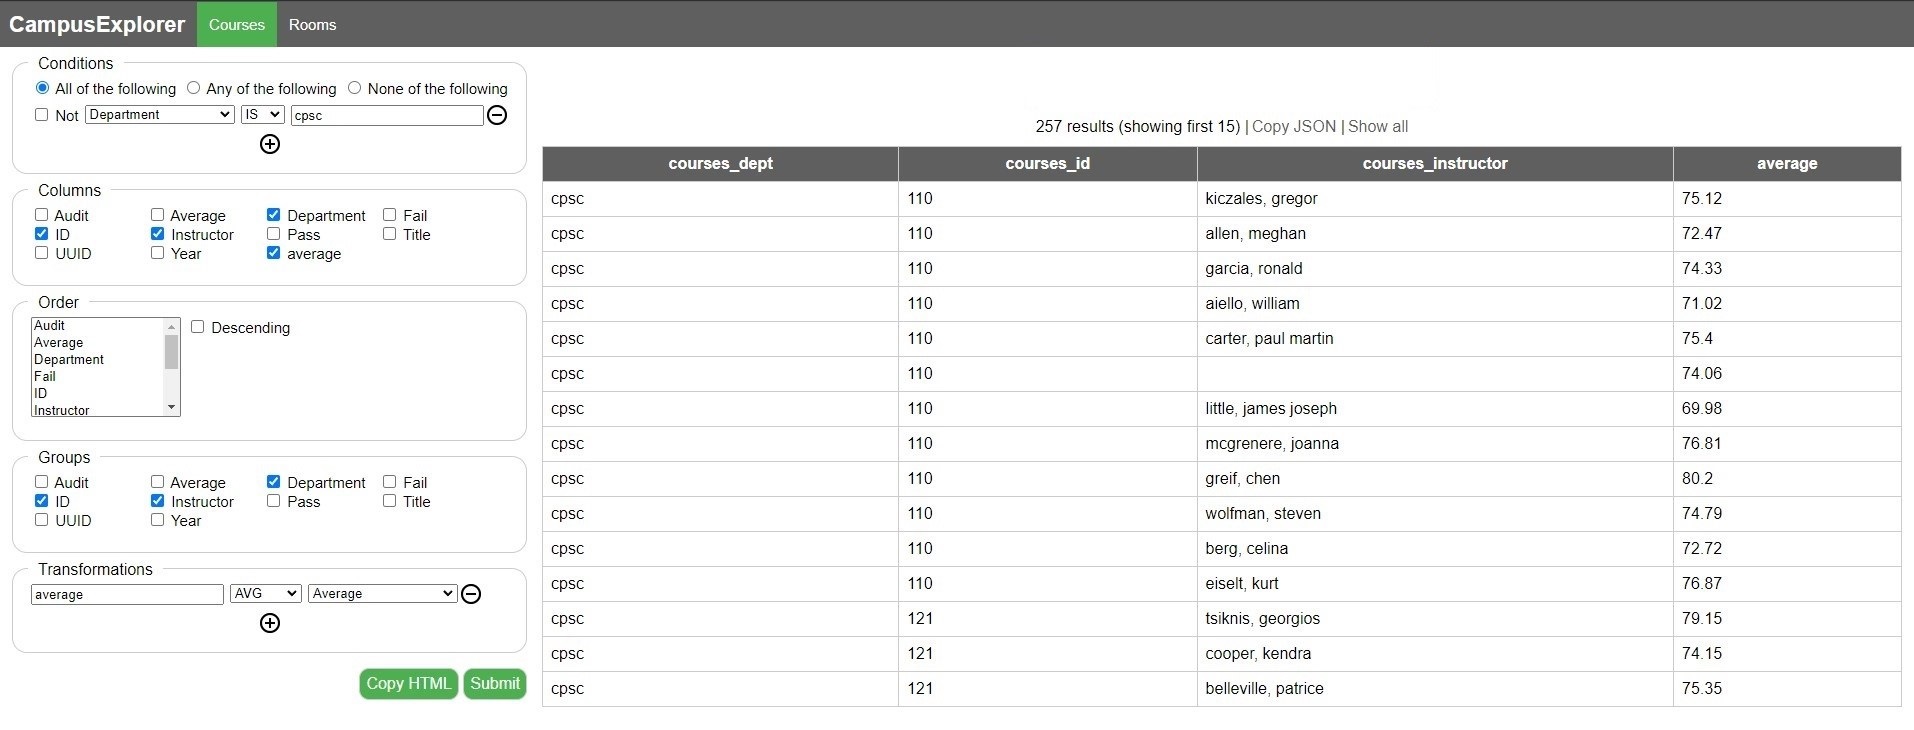 CampusExplorer Courses Rooms
Conditions
All of the following Any of the following None of the following
Not Department IS cpsc
Columns
Audit Average Department Fail
ID Instructor Pass Title
UUID Year average
Order
Audit
Average
Department
Fail
ID
Instructor
Descending
Groups
Audit Average Department Fail
ID Instructor Pass Title
UUID Year
Transformations
average AVG Average
Copy HTML Submit
257 results (showing first 15) | Copy JSON | Show all
courses_dept courses_id courses_instructor average
cpsc 110 kiczales, gregor 75.12
cpsc 110 allen, meghan 72.47
cpsc 110 garcia, ronald 74.33
cpsc 110 aiello, william 71.02
cpsc 110 carter, paul martin 75.4
cpsc 110 74.06
cpsc 110 little, james joseph 69.98
cpsc 110 mcgrenere, joanna 76.81
cpsc 110 greif, chen 80.2
cpsc 110 wolfman, steven 74.79
cpsc 110 berg, celina 72.72
cpsc 110 eiselt, kurt 76.87
cpsc 121 tsiknis, georgios 79.15
cpsc 121 cooper, kendra 74.15
cpsc 121 belleville, patrice 75.35